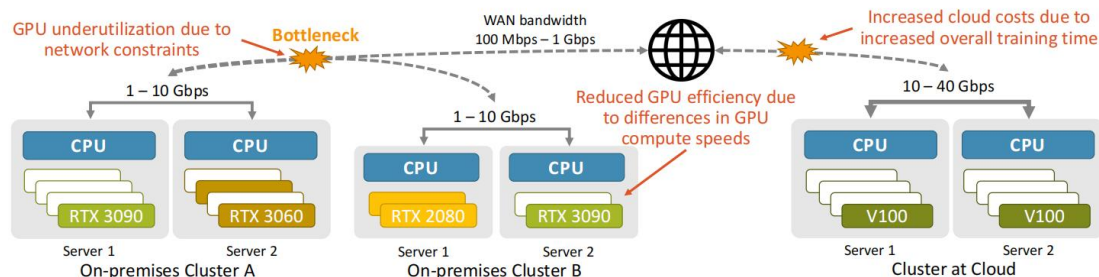 GPU underutilization due to
network constraints
Bottleneck
WAN bandwidth
100 Mbps – 1 Gbps
Increased cloud costs due to
increased overall training time
1 – 10 Gbps
1 – 10 Gbps
Reduced GPU efficiency due
to differences in GPU
compute speeds
10 – 40 Gbps
CPU
CPU
CPU
CPU
CPU
CPU
RTX 3090
RTX 3060
RTX 2080
RTX 3090
V100
V100
Server 1
Server 2
Server 1
Server 2
Server 1
Server 2
On-premises Cluster A
On-premises Cluster B
Cluster at Cloud